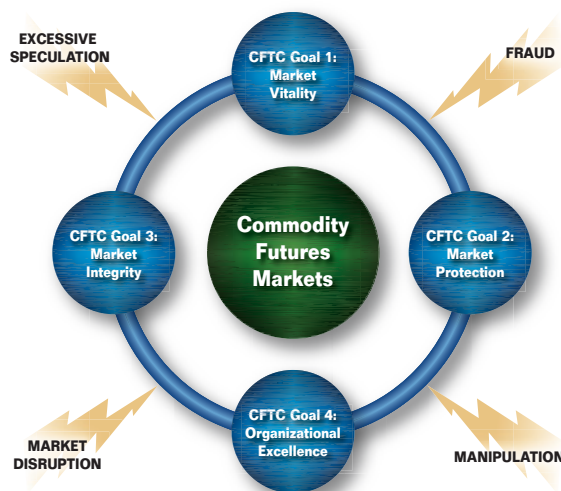 EXCESSIVE
SPECULATION
CFTC Goal 1:
Market
Vitality
FRAUD
CFTC Goal 3:
Market
Integrity
Commodity
Futures
Markets
CFTC Goal 2:
Market
Protection
MARKET
DISRUPTION
CFTC Goal 4:
Organizational
Excellence
MANIPULATION